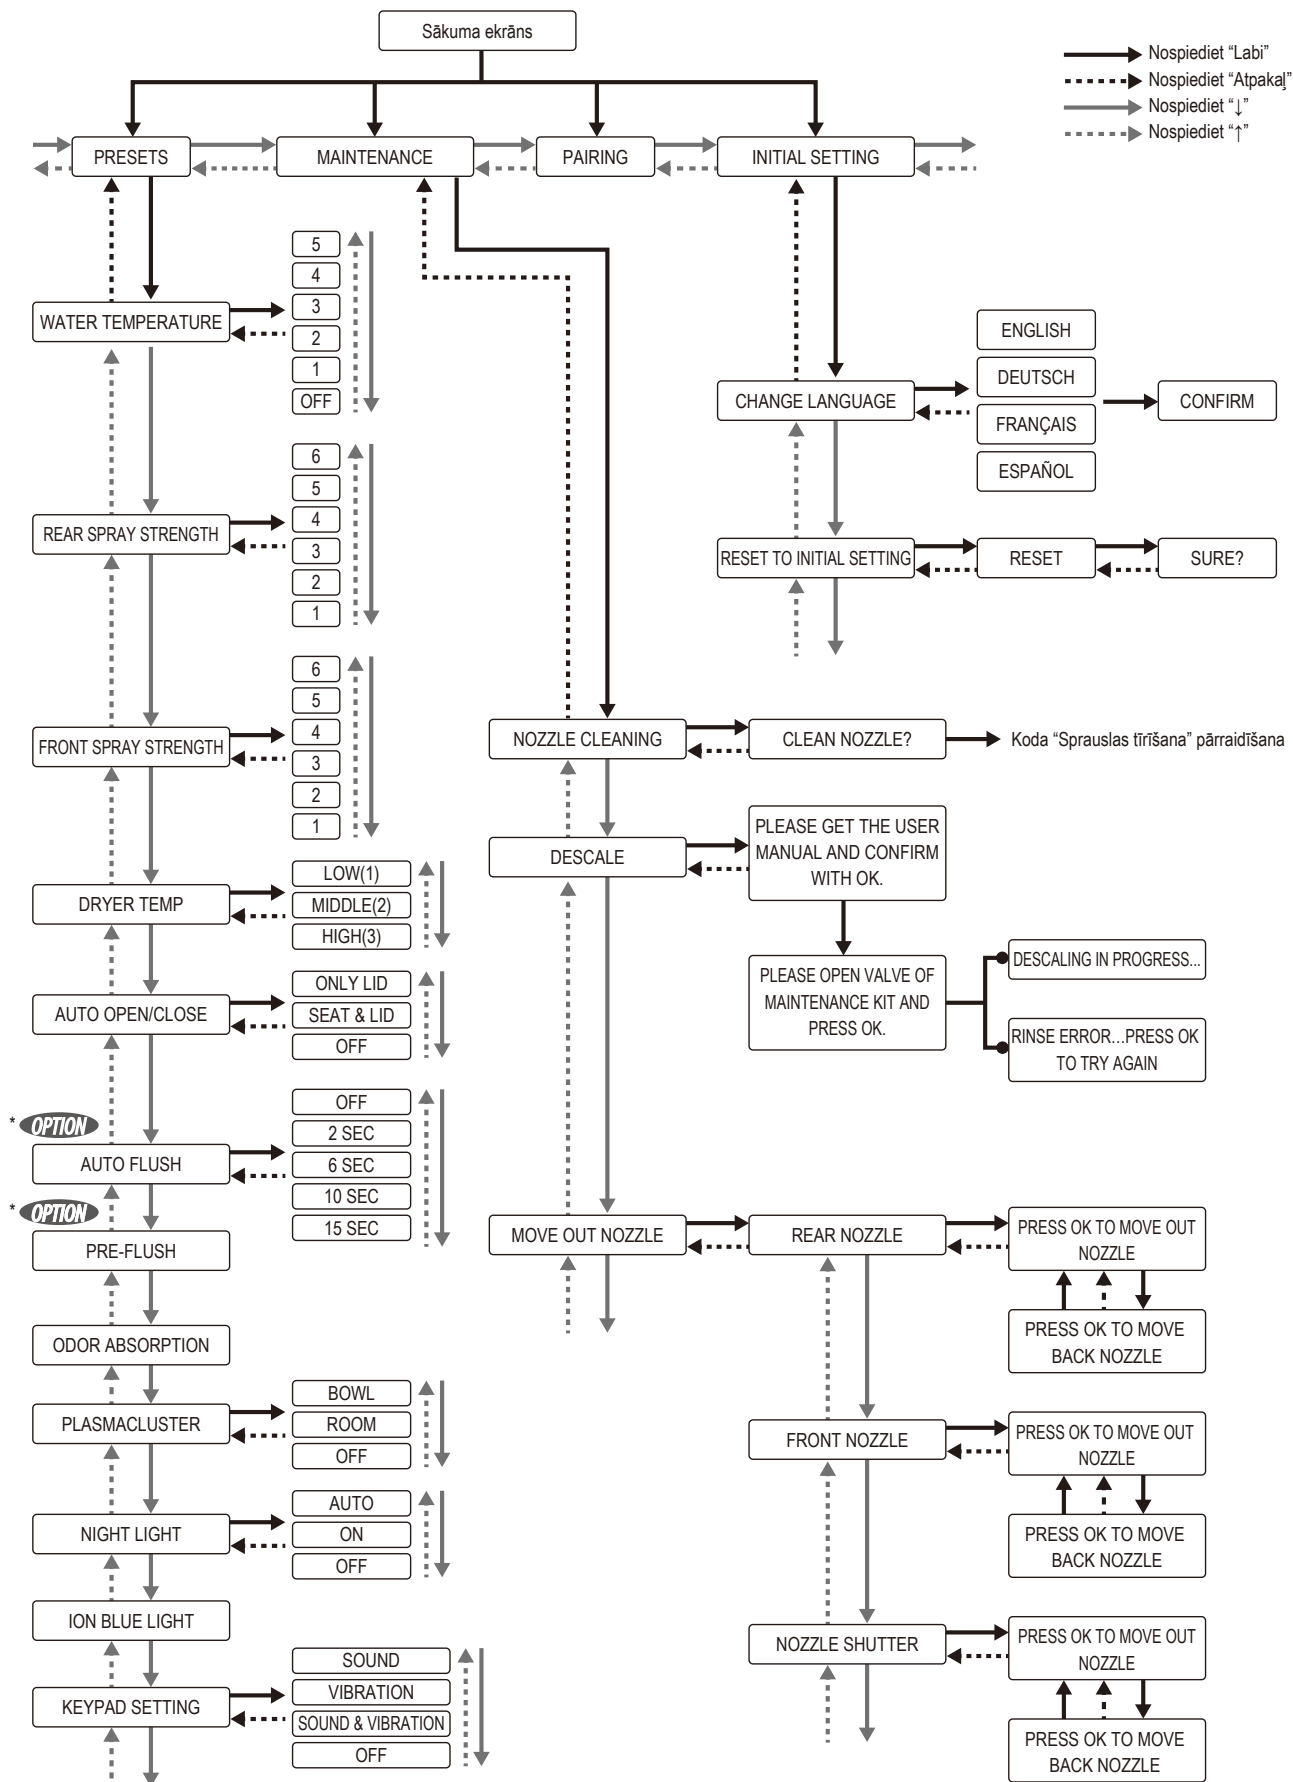 Sākuma ekrāns
Nospiediet “Labi”
Nospiediet “Atpakaļ”
Nospiediet “↓”
Nospiediet “↑”
PRESETS
MAINTENANCE
PAIRING
INITIAL SETTING
WATER TEMPERATURE
5
4
3
2
1
OFF
REAR SPRAY STRENGTH
6
5
4
3
2
1
FRONT SPRAY STRENGTH
6
5
4
3
2
1
DRYER TEMP
LOW(1)
MIDDLE(2)
HIGH(3)
AUTO OPEN/CLOSE
ONLY LID
SEAT & LID
OFF
* OPTION
AUTO FLUSH
OFF
2 SEC
6 SEC
10 SEC
15 SEC
* OPTION
PRE-FLUSH
ODOR ABSORPTION
PLASMACLUSTER
BOWL
ROOM
OFF
NIGHT LIGHT
AUTO
ON
OFF
ION BLUE LIGHT
KEYPAD SETTING
SOUND
VIBRATION
SOUND & VIBRATION
OFF
CHANGE LANGUAGE
ENGLISH
DEUTSCH
FRANÇAIS
ESPAÑOL
CONFIRM
RESET TO INITIAL SETTING
RESET
SURE?
NOZZLE CLEANING
CLEAN NOZZLE?
Koda “Sprauslas tīrīšana” pārraidīšana
DESCALE
PLEASE GET THE USER
MANUAL AND CONFIRM
WITH OK.
PLEASE OPEN VALVE OF
MAINTENANCE KIT AND
PRESS OK.
DESCALING IN PROGRESS...
RINSE ERROR…PRESS OK
TO TRY AGAIN
MOVE OUT NOZZLE
REAR NOZZLE
PRESS OK TO MOVE OUT
NOZZLE
PRESS OK TO MOVE
BACK NOZZLE
FRONT NOZZLE
PRESS OK TO MOVE OUT
NOZZLE
PRESS OK TO MOVE
BACK NOZZLE
NOZZLE SHUTTER
PRESS OK TO MOVE OUT
NOZZLE
PRESS OK TO MOVE
BACK NOZZLE